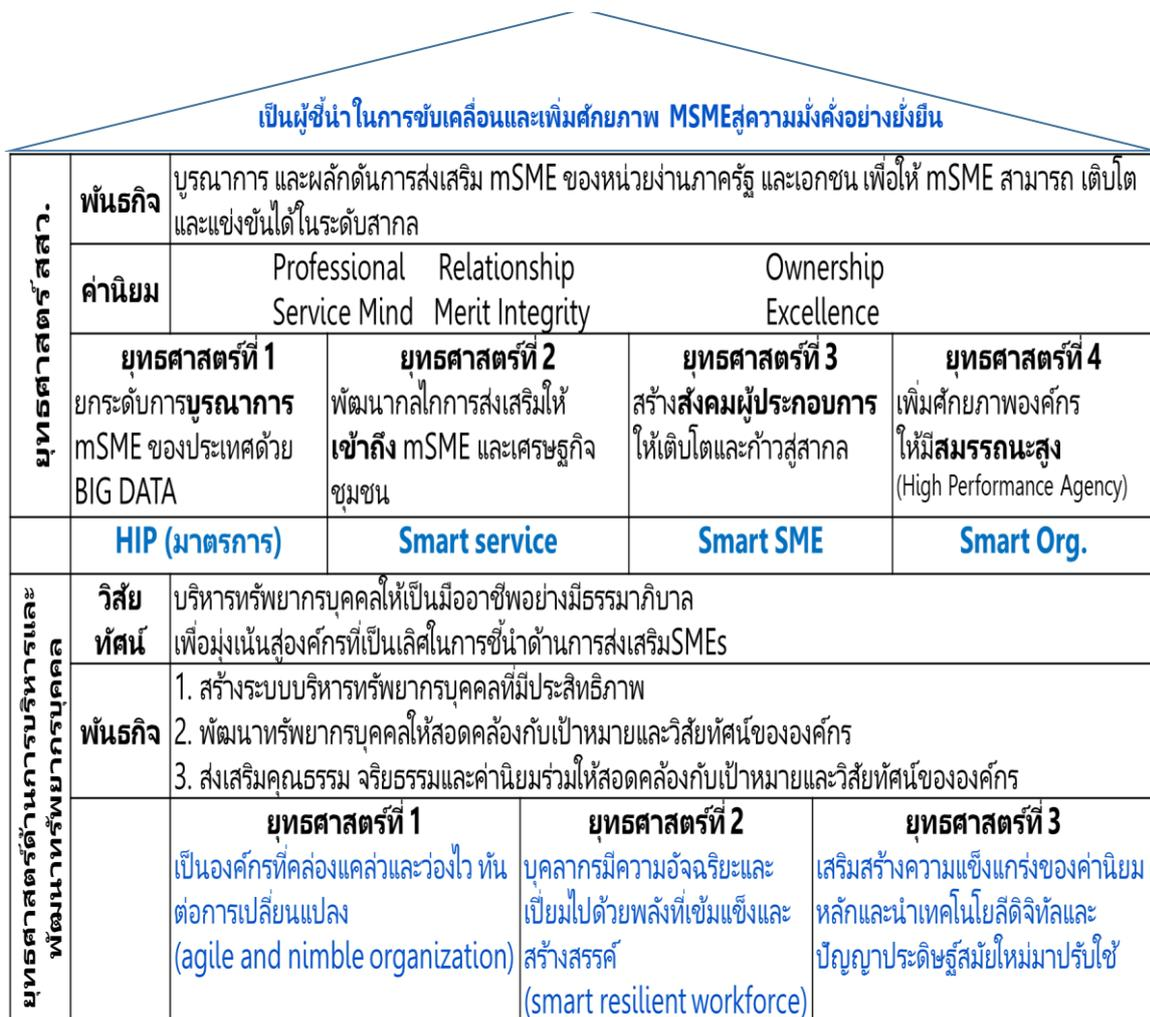 เป็นผู้ชี้นำในการขับเคลื่อนและเพิ่มศักยภาพ MSMEสู่ความมั่งคั่งอย่างยั่งยืน
ยุทธศาสตร์ สสว.
พันธกิจ
บูรณาการ และผลักดันการส่งเสริม mSME ของหน่วยงานภาครัฐ และเอกชน เพื่อให้ mSME สามารถ เติบโต
และแข่งขันได้ในระดับสากล
ค่านิยม
Professional Relationship Ownership
Service Mind Merit Integrity Excellence
ยุทธศาสตร์ที่ 1
ยกระดับการบูรณาการ
mSME ของประเทศด้วย
BIG DATA
ยุทธศาสตร์ที่ 2
พัฒนากลไกการส่งเสริมให้
เข้าถึง mSME และเศรษฐกิจ
ชุมชน
ยุทธศาสตร์ที่ 3
สร้างสังคมผู้ประกอบการ
ให้เติบโตและก้าวสู่สากล
ยุทธศาสตร์ที่ 4
เพิ่มศักยภาพองค์กร
ให้มีสมรรถนะสูง
(High Performance Agency)
HIP (มาตรการ)
Smart service
Smart SME
Smart Org.
ยุทธศาสตร์ด้านการบริหารและ
พัฒนาทรัพยากรบุคคล
วิสัย
ทัศน์
บริหารทรัพยากรบุคคลให้เป็นมืออาชีพอย่างมีธรรมาภิบาล
เพื่อมุ่งเน้นสู่องค์กรที่เป็นเลิศในการชี้นำด้านการส่งเสริมSMEs
พันธกิจ
1. สร้างระบบบริหารทรัพยากรบุคคลที่มีประสิทธิภาพ
2. พัฒนาทรัพยากรบุคคลให้สอดคล้องกับเป้าหมายและวิสัยทัศน์ขององค์กร
3. ส่งเสริมคุณธรรม จริยธรรมและค่านิยมร่วมให้สอดคล้องกับเป้าหมายและวิสัยทัศน์ขององค์กร
ยุทธศาสตร์ที่ 1
เป็นองค์กรที่คล่องแคล่วและว่องไว ทัน
ต่อการเปลี่ยนแปลง
(agile and nimble organization)
ยุทธศาสตร์ที่ 2
บุคลากรมีความอัจฉริยะและ
เปี่ยมไปด้วยพลังที่เข้มแข็งและ
สร้างสรรค์
(smart resilient workforce)
ยุทธศาสตร์ที่ 3
เสริมสร้างความแข็งแกร่งของค่านิยม
หลักและนำเทคโนโลยีดิจิทัลและ
ปัญญาประดิษฐ์สมัยใหม่มาปรับใช้